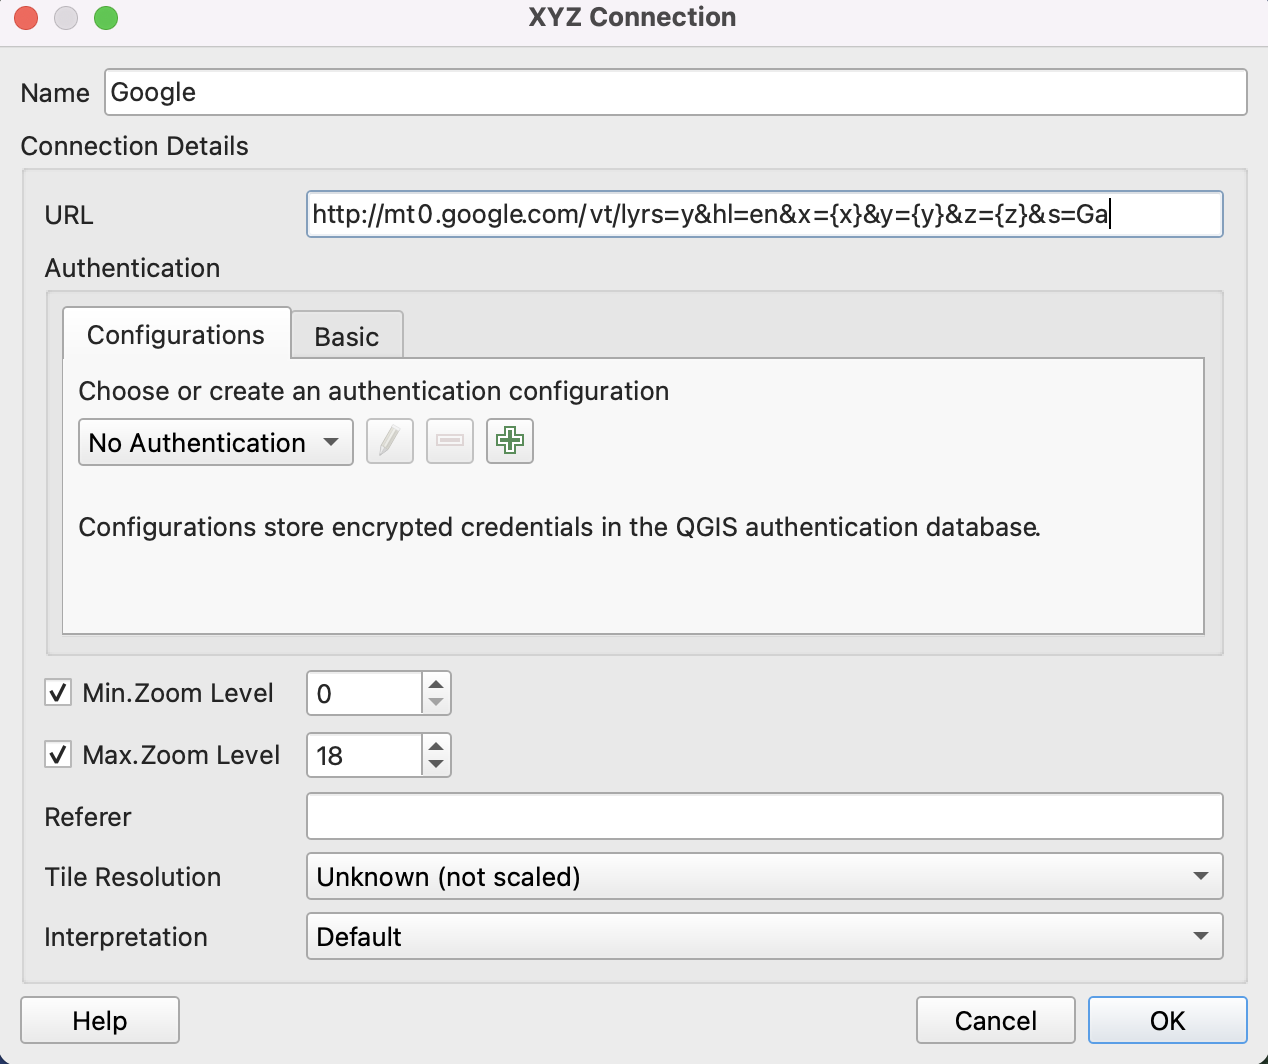 XYZ Connection
Name Google
Connection Details
URL http://mt0.google.com/vt/lyrs=y&hl=en&x={x}&y={y}&z={z}&s=Ga
Authentication
Configurations Basic
Choose or create an authentication configuration
No Authentication
Configurations store encrypted credentials in the QGIS authentication database.
Min.Zoom Level 0
Max.Zoom Level 18
Referer
Tile Resolution Unknown (not scaled)
Interpretation Default
Help Cancel OK